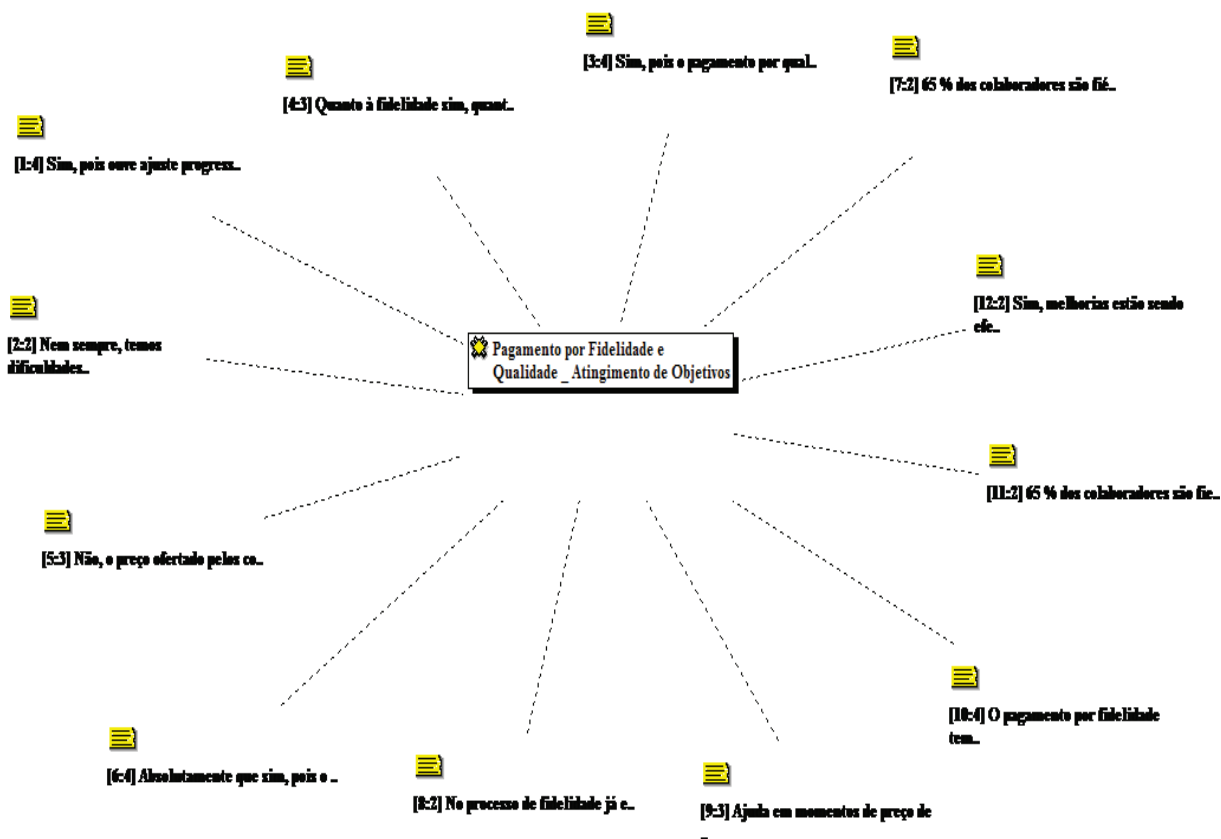 [3:4] Sim, pois o pagamento por qual..
[7:2] 65 % dos colaboradores são fié..
[4:3] Quanto à fidelidade sim, quant..
[1:4] Sim, pois ouve ajuste progress..
[12:2] Sim, melhorias estão sendo
efe..
[2:2] Nem sempre, temos
dificuldades..
Pagamento por Fidelidade e
Qualidade _ Atingimento de Objetivos
[11:2] 65 % dos colaboradores são fie..
[5:3] Não, o preço ofertado pelos co..
[10:4] O pagamento por fidelidade
tem..
[6:4] Absolutamente que sim, pois o ..
[8:2] No processo de fidelidade já e..
[9:3] Ajuda em momentos de preço de